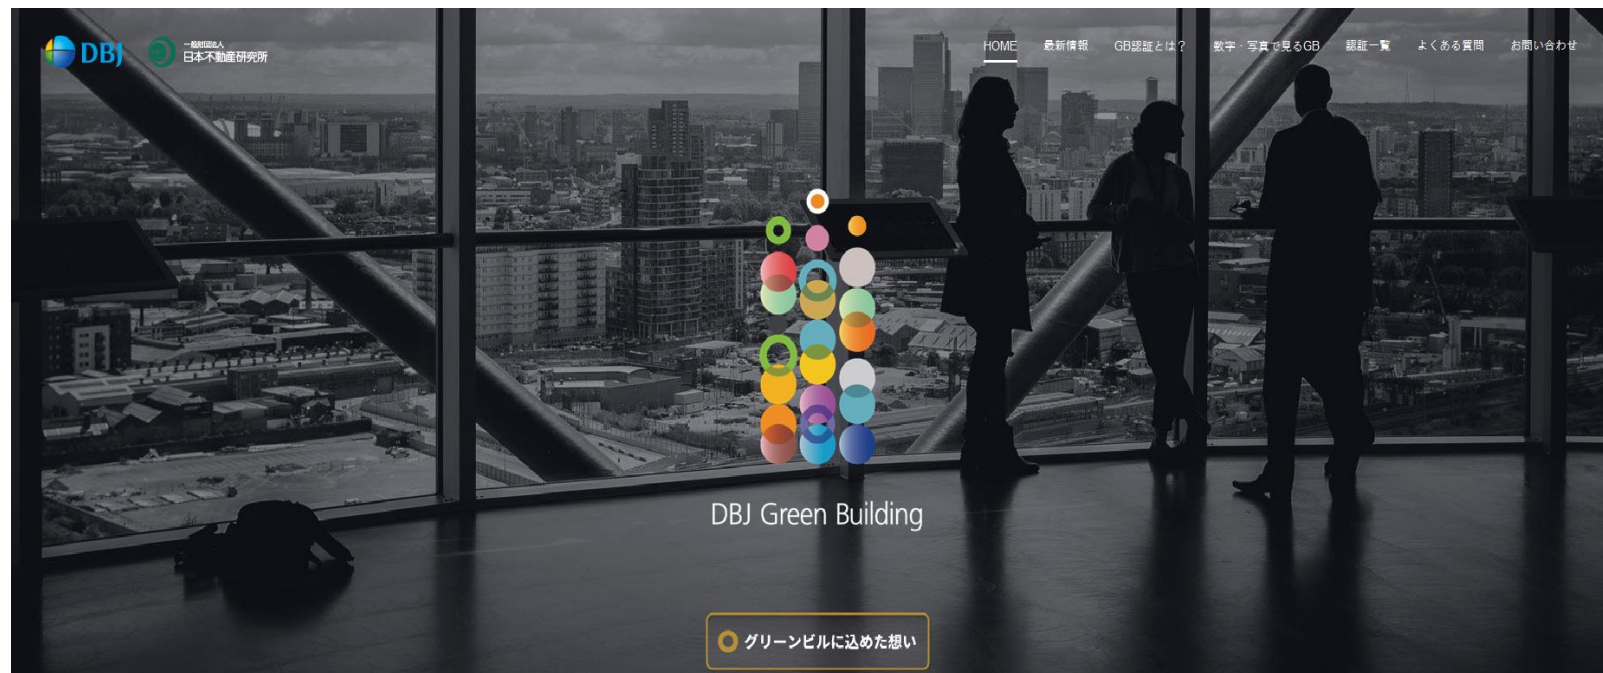 DBJ
一般財団法人
日本不動産研究所
HOME 最新情報 GB認証とは? 数字・写真で見るGB 認証一覧 よくある質問 お問い合わせ
DBJ Green Building
グリーンビルに込めた想い